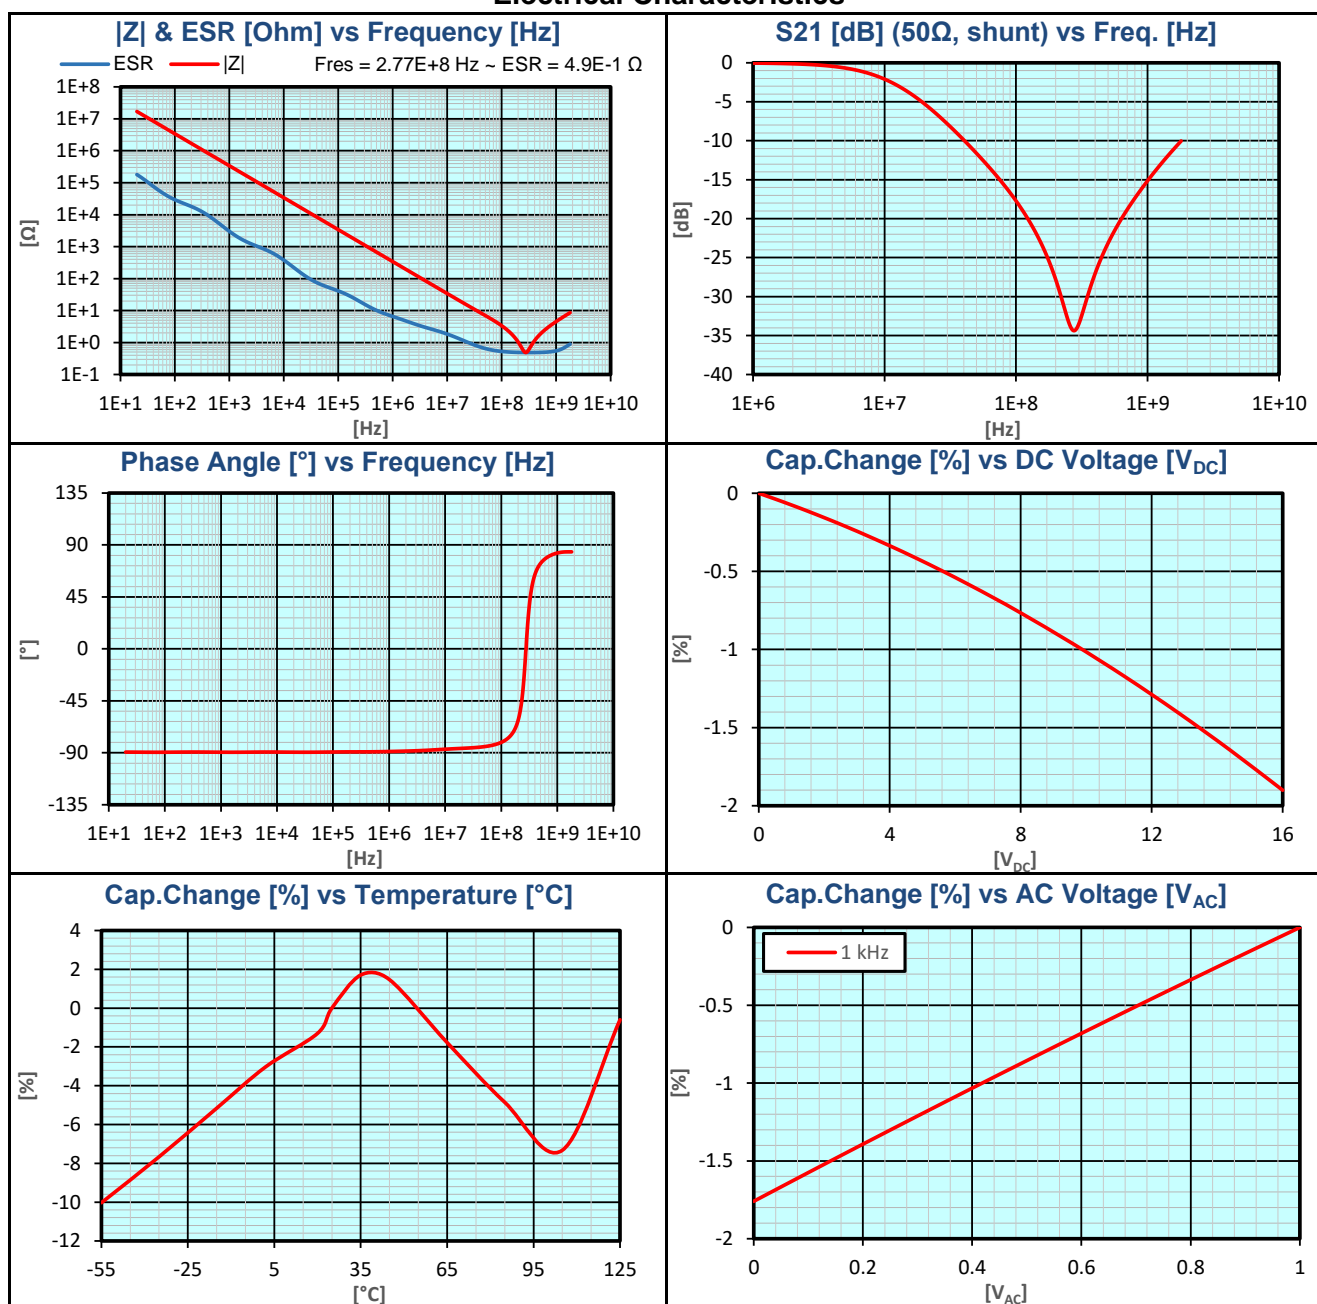 Electrical Characteristics
|Z| & ESR [Ohm] vs Frequency [Hz]
ESR
|Z|
Fres = 2.77E+8 Hz ~ ESR = 4.9E-1 Ω
1E+8
1E+7
1E+6
1E+5
1E+4
1E+3
1E+2
1E+1
1E+0
1E-1
[Ω]
1E+1 1E+2 1E+3 1E+4 1E+5 1E+6 1E+7 1E+8 1E+9 1E+10
[Hz]
S21 [dB] (50Ω, shunt) vs Freq. [Hz]
0
-5
-10
-15
-20
-25
-30
-35
-40
[dB]
1E+6 1E+7 1E+8 1E+9 1E+10
[Hz]
Phase Angle [°] vs Frequency [Hz]
135
90
45
0
-45
-90
-135
[°]
1E+1 1E+2 1E+3 1E+4 1E+5 1E+6 1E+7 1E+8 1E+9 1E+10
[Hz]
Cap.Change [%] vs DC Voltage [VDC]
0
-0.5
-1
-1.5
-2
[%]
0 4 8 12 16
[VDC]
Cap.Change [%] vs Temperature [°C]
4
2
0
-2
-4
-6
-8
-10
-12
[%]
-55 -25 5 35 65 95 125
[°C]
Cap.Change [%] vs AC Voltage [VAC]
1 kHz
0
-0.5
-1
-1.5
-2
[%]
0 0.2 0.4 0.6 0.8 1
[VAC]